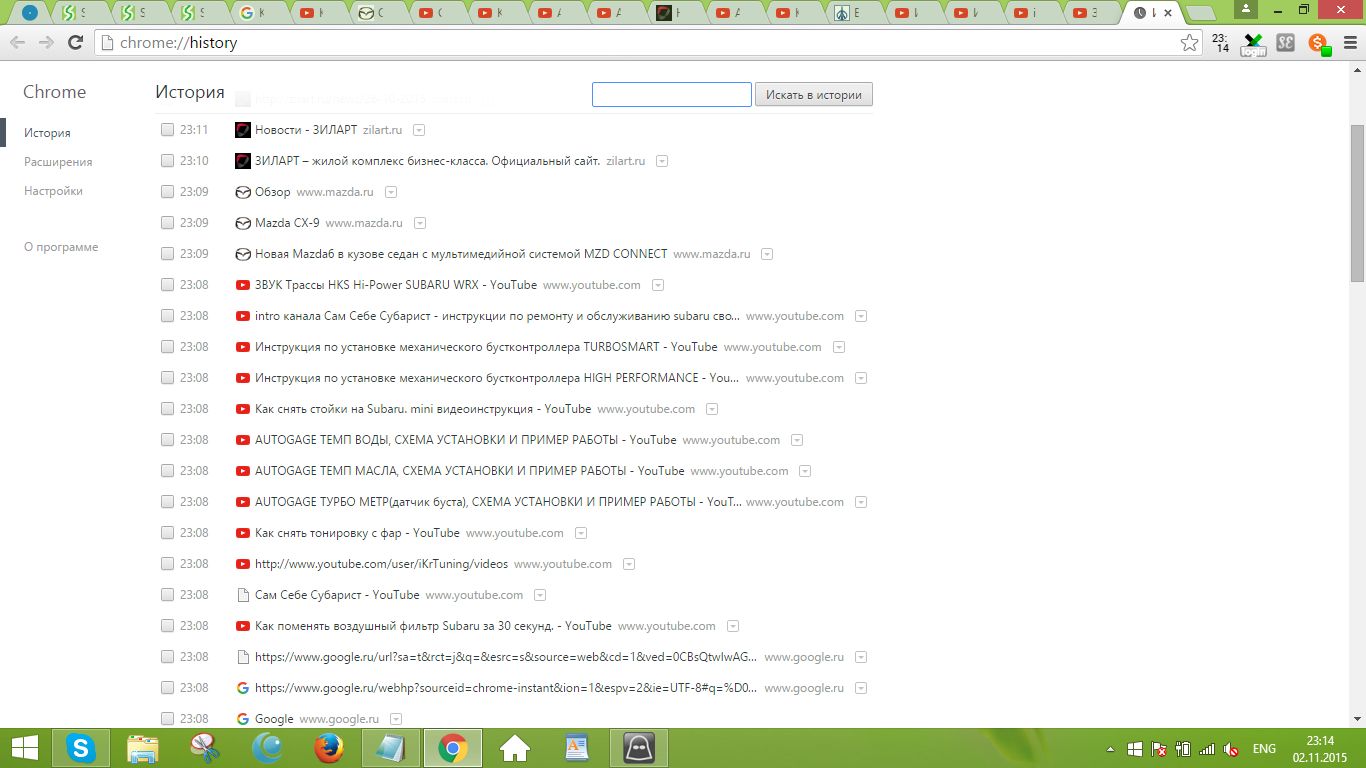 S
S
S
G K
K
C
C
K
A
A
H
A
K
E
И
И
i
З
И
chrome://history
23:
14
login
Chrome
История
Искать в истории
История
Расширения
Настройки
О программе
23:11 Новости - ЗИЛАРТ zilart.ru
23:10 ЗИЛАРТ – жилой комплекс бизнес-класса. Официальный сайт. zilart.ru
23:09 Обзор www.mazda.ru
23:09 Mazda CX-9 www.mazda.ru
23:09 Новая Mazda6 в кузове седан с мультимедийной системой MZD CONNECT www.mazda.ru
23:08 ЗВУК Трассы HKS Hi-Power SUBARU WRX - YouTube www.youtube.com
23:08 intro канала Сам Себе Субарист - инструкции по ремонту и обслуживанию subaru сво... www.youtube.com
23:08 Инструкция по установке механического бустконтроллера TURBOSMART - YouTube www.youtube.com
23:08 Инструкция по установке механического бустконтроллера HIGH PERFORMANCE - You... www.youtube.com
23:08 Как снять стойки на Subaru. mini видеоинструкция - YouTube www.youtube.com
23:08 AUTOGAGE ТЕМП ВОДЫ, СХЕМА УСТАНОВКИ И ПРИМЕР РАБОТЫ - YouTube www.youtube.com
23:08 AUTOGAGE ТЕМП МАСЛА, СХЕМА УСТАНОВКИ И ПРИМЕР РАБОТЫ - YouTube www.youtube.com
23:08 AUTOGAGE ТУРБО МЕТР(датчик буста), СХЕМА УСТАНОВКИ И ПРИМЕР РАБОТЫ - YouT... www.youtube.com
23:08 Как снять тонировку с фар - YouTube www.youtube.com
23:08 http://www.youtube.com/user/iKrTuning/videos www.youtube.com
23:08 Сам Себе Субарист - YouTube www.youtube.com
23:08 Как поменять воздушный фильтр Subaru за 30 секунд. - YouTube www.youtube.com
23:08 https://www.google.ru/url?sa=t&rct=j&q=&esrc=s&source=web&cd=1&ved=0CBsQtwIwAG... www.google.ru
23:08 https://www.google.ru/webhp?sourceid=chrome-instant&ion=1&espv=2&ie=UTF-8#q=%D0... www.google.ru
23:08 Google www.google.ru
ENG
23:14
02.11.2015